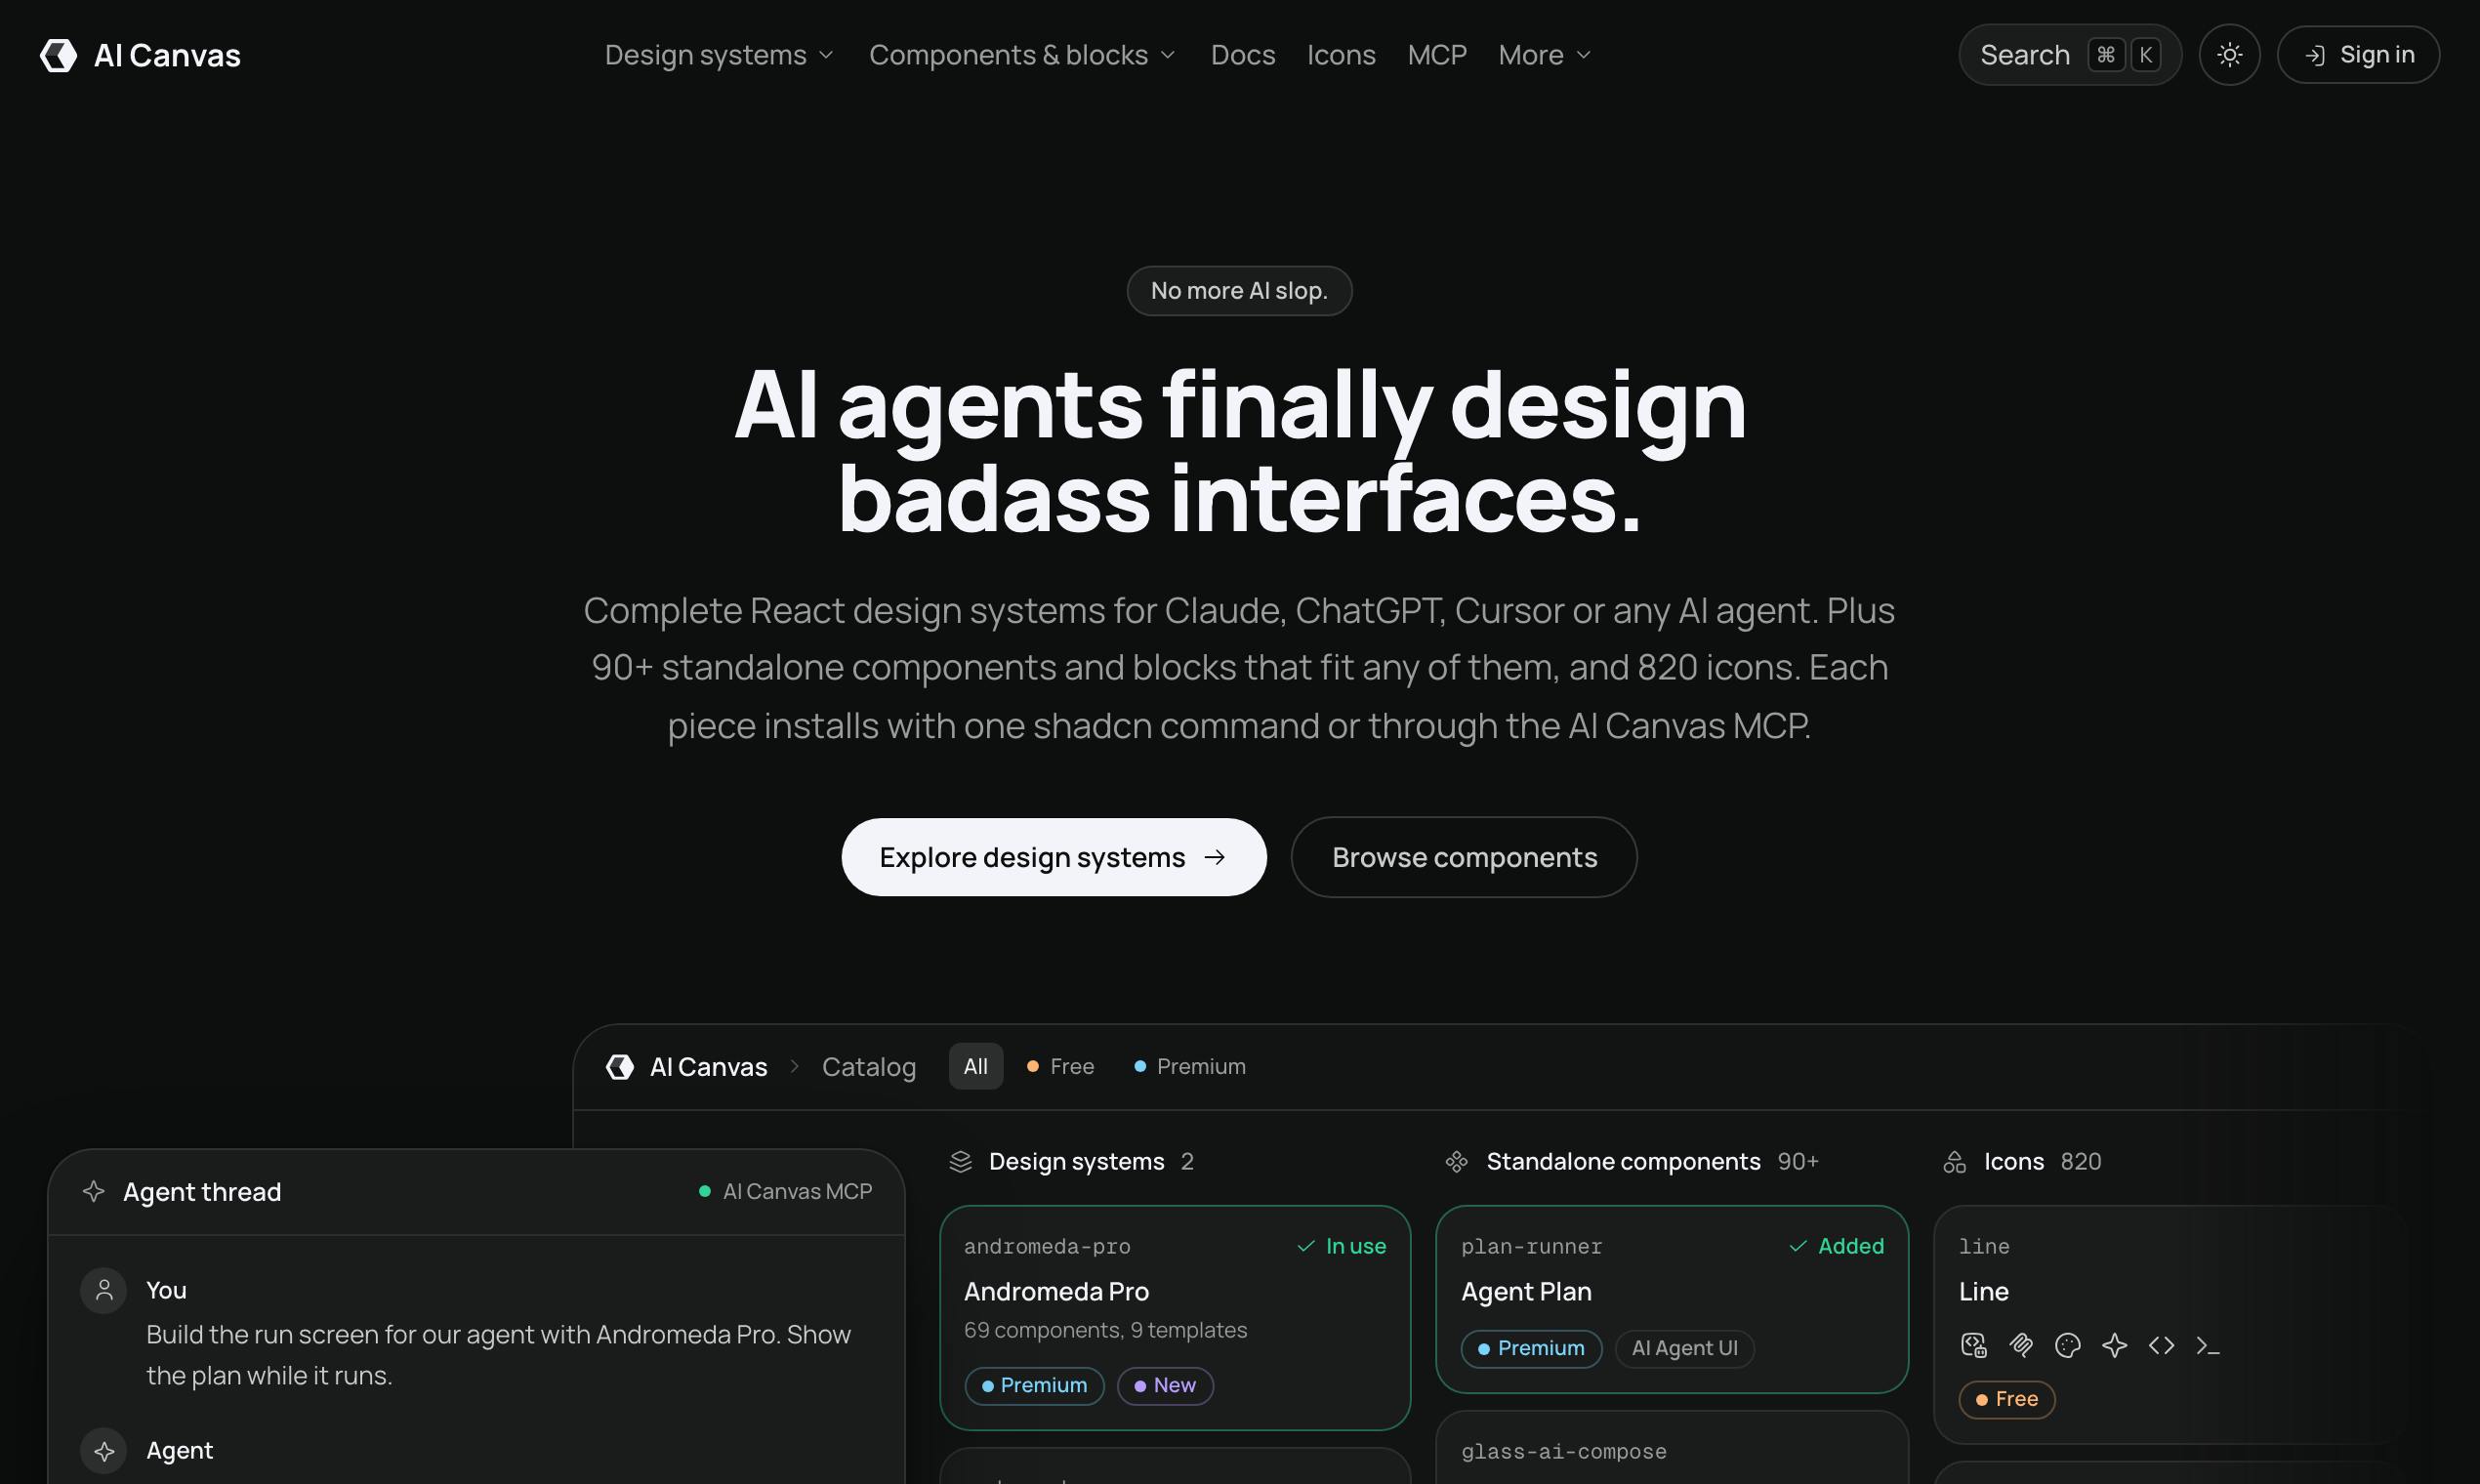 AI Canvas
Design systems
Components & blocks
Docs
Icons
MCP
More
Search ⌘ K
Sign in
No more AI slop.
AI agents finally design
badass interfaces.
Complete React design systems for Claude, ChatGPT, Cursor or any AI agent. Plus
90+ standalone components and blocks that fit any of them, and 820 icons. Each
piece installs with one shadcn command or through the AI Canvas MCP.
Explore design systems
Browse components
AI Canvas
Catalog
All
Free
Premium
Agent thread
AI Canvas MCP
You
Build the run screen for our agent with Andromeda Pro. Show
the plan while it runs.
Agent
Design systems 2
andromeda-pro
In use
Andromeda Pro
69 components, 9 templates
Premium
New
Standalone components 90+
plan-runner
Added
Agent Plan
Premium
AI Agent UI
glass-ai-compose
Icons 820
line
Line
Free